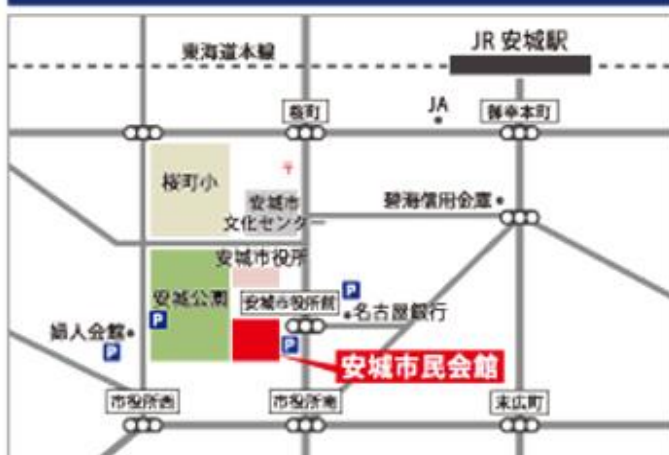 JR 安城駅
東海道本線
桜町
JA
御幸本町
〒
桜町小
安城市
文化センター
碧海信用金庫
安城市役所
安城公園
安城市役所前
P
名古屋銀行
P
婦人会館
P
P
安城市民会館
市役所西
市役所南
末広町